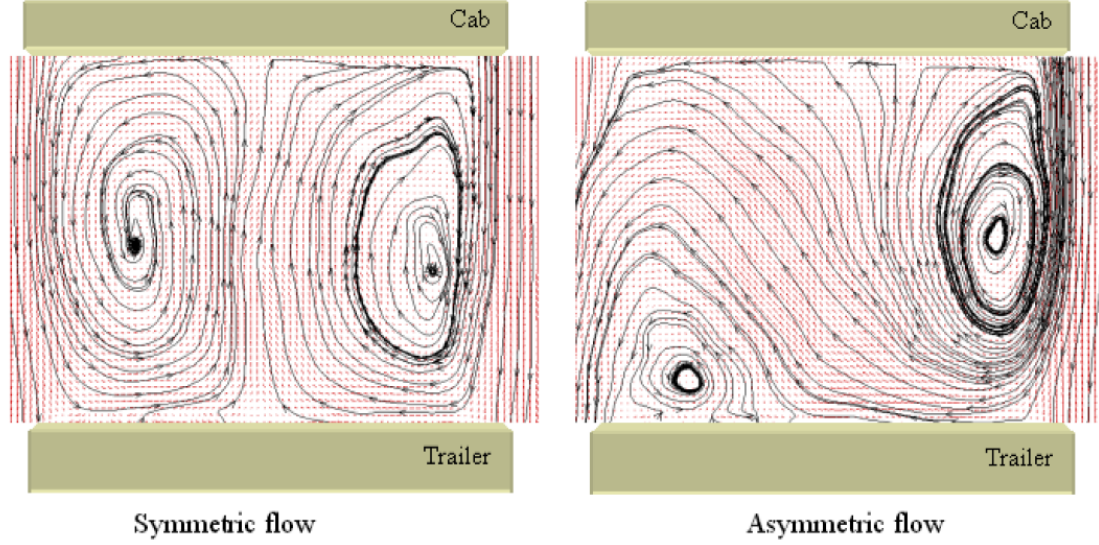 Cab
Cab
Trailer
Trailer
Symmetric flow
Asymmetric flow